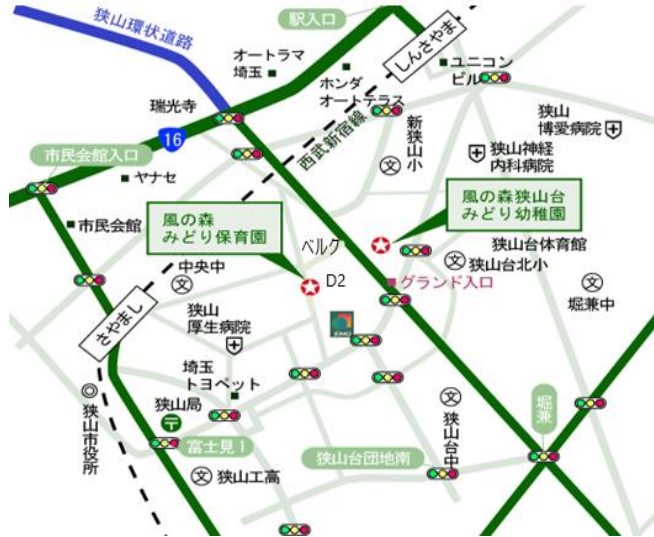 駅入口
狭山環状道路
しんさやま
オートラマ
埼玉
ユニコン
ビル
ホンダ
オートテラス
瑞光寺
西武新宿線
新狭山小
狭山
博愛病院
16
市民会館入口
狭山神経
内科病院
ヤナセ
風の森狭山台
みどり幼稚園
風の森
みどり保育園
市民会館
ベルク
狭山台体育館
文
狭山台北小
中央中
D2
グランド入口
堀兼中
さやまし
狭山
厚生病院
JOMO
埼玉
トヨペット
狭山市役所
狭山局
〒
狭山台中
堀兼
富士見1
狭山台団地南
文
狭山工高